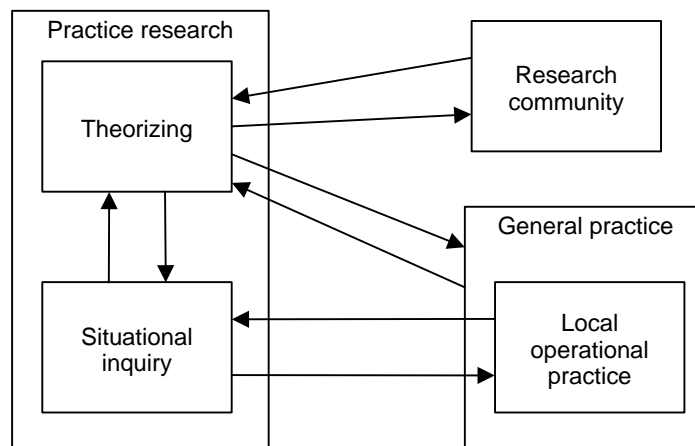 Practice research
Theorizing
Research
community
General practice
Situational
inquiry
Local
operational
practice